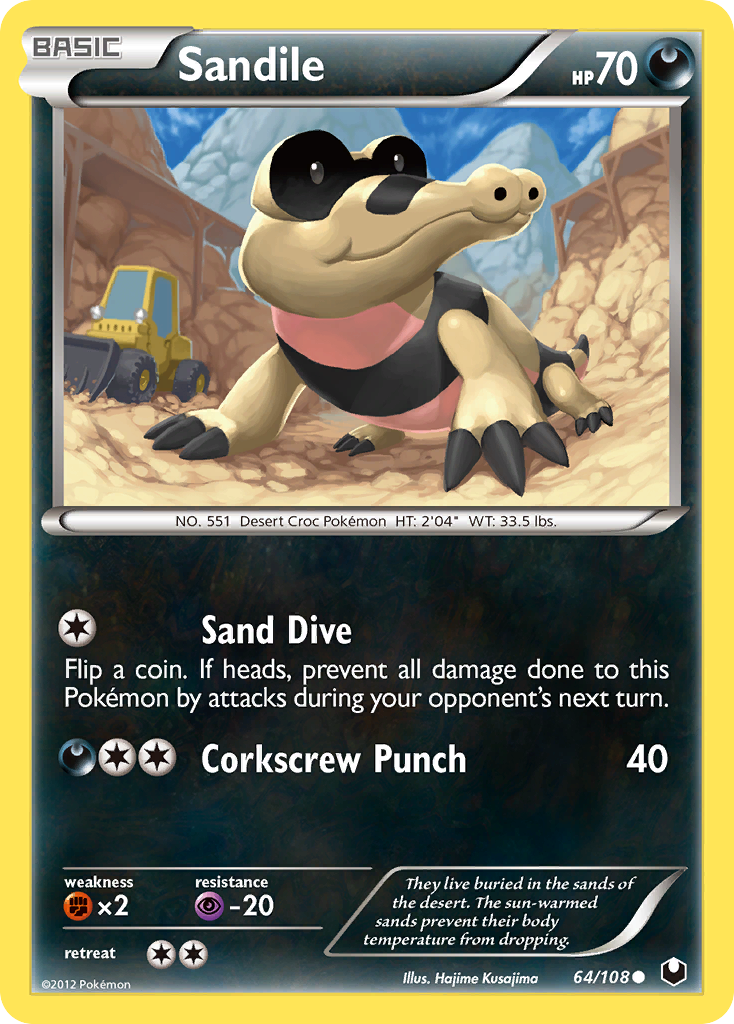 BASIC
Sandile
HP70
NO. 551 Desert Croc Pokémon HT: 2'04" WT: 33.5 lbs.
Sand Dive
Flip a coin. If heads, prevent all damage done to this
Pokémon by attacks during your opponent's next turn.
Corkscrew Punch 40
weakness resistance
×2 -20
They live buried in the sands of
the desert. The sun-warmed
sands prevent their body
temperature from dropping.
retreat
©2012 Pokémon
Illus. Hajime Kusajima
64/108